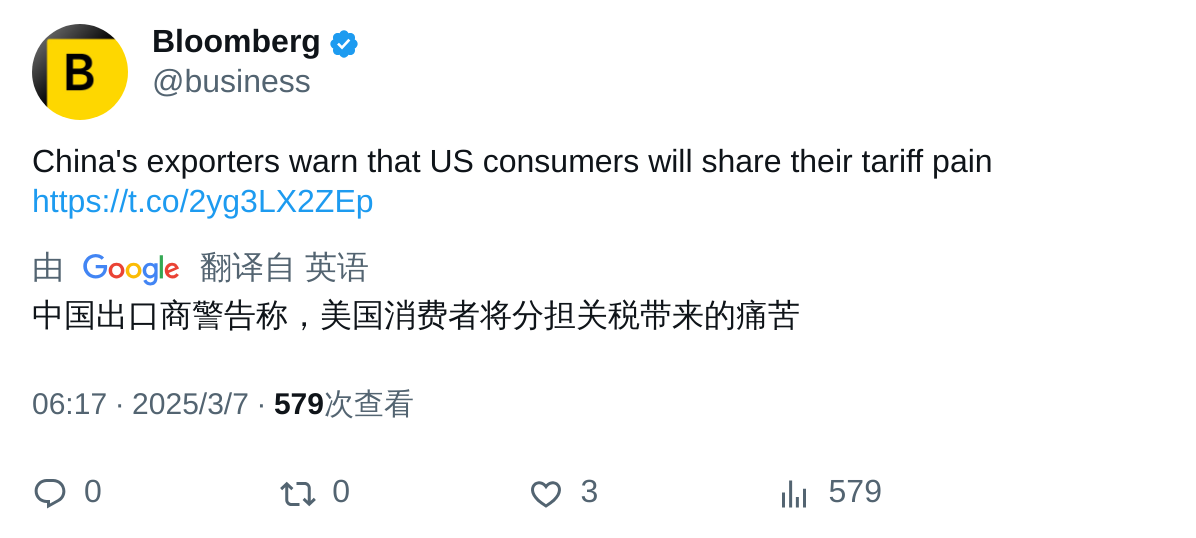 B
Bloomberg
@business
China's exporters warn that US consumers will share their tariff pain
https://t.co/2yg3LX2ZEp
由 Google 翻译自 英语
中国出口商警告称，美国消费者将分担关税带来的痛苦
06:17 · 2025/3/7 · 579次查看
0 0 3 579